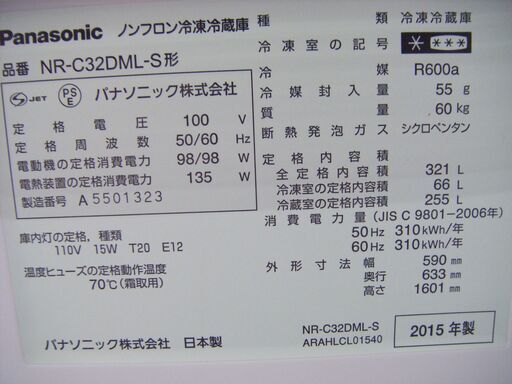 Panasonic ノンフロン冷凍冷蔵庫
品番 NR-C32DML-S形
S JET PSE パナソニック株式会社
定格電圧 100 V
定格周波数 50/60 Hz
電動機の定格消費電力 98/98 W
電熱装置の定格消費電力 135 W
製造番号 A 5501323
庫内灯の定格，種類
110V 15W T20 E12
温度ヒューズの定格動作温度
70℃(霜取用)
パナソニック株式会社 日本製
種類 冷凍冷蔵庫
冷凍室の記号 * ***
冷媒 R600a
冷媒封入量 55 g
質量 60 kg
断熱発泡ガス シクロペンタン
定格内容積
全定格内容積 321 L
冷凍室の定格内容積 66 L
冷蔵室の定格内容積 255 L
消費電力量 (JIS C 9801-2006年)
50 Hz 310 kWh/年
60 Hz 310 kWh/年
外形寸法 幅 590 mm
奥行 633 mm
高さ 1601 mm
NR-C32DML-S
ARAHLCL01540
2015 年製